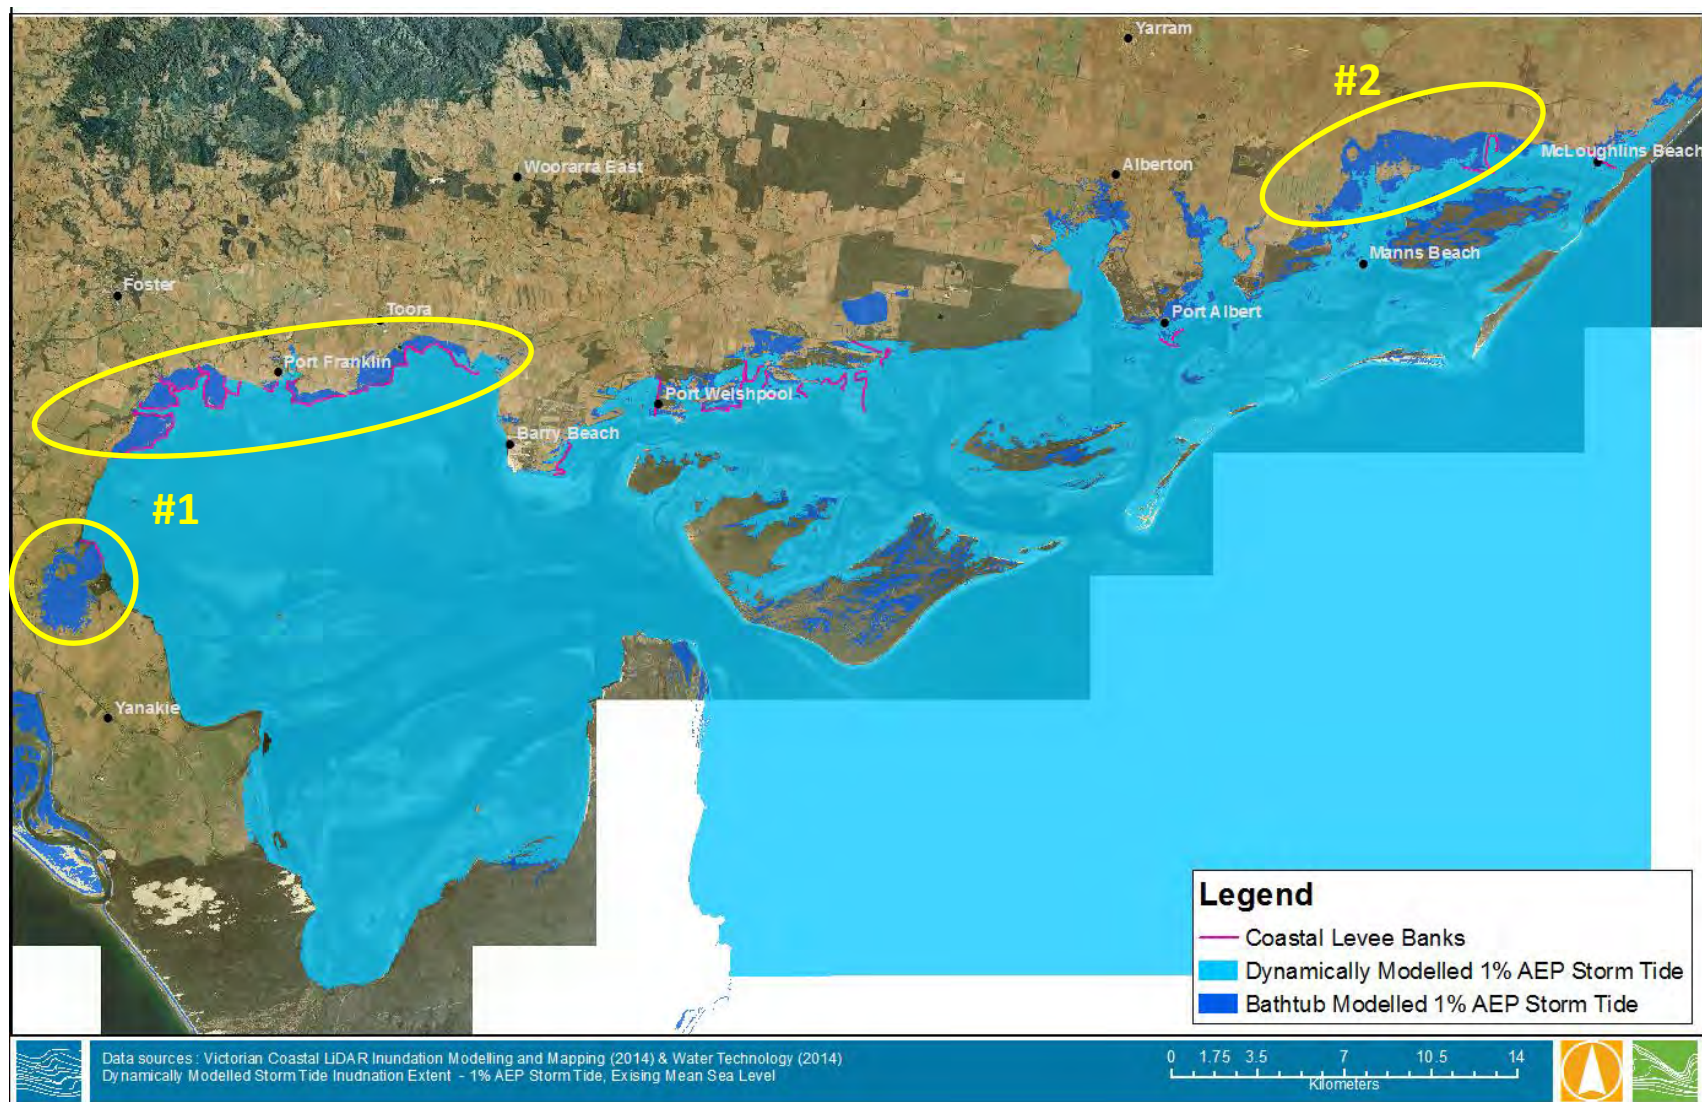 Yarram
#2
McLoughlins Beach
Woorarra East
Alberton
Manns Beach
Foster
Toora
Port Albert
Port Franklin
Port Welshpool
Barry Beach
#1
Yanakie
Legend
Coastal Levee Banks
Dynamically Modelled 1% AEP Storm Tide
Bathtub Modelled 1% AEP Storm Tide
Data sources : Victorian Coastal LiDAR Inundation Modelling and Mapping (2014) & Water Technology (2014)
Dynamically Modelled Storm Tide Inudnation Extent - 1% AEP Storm Tide, Exising Mean Sea Level
0 1.75 3.5 7 10.5 14
Kilometers